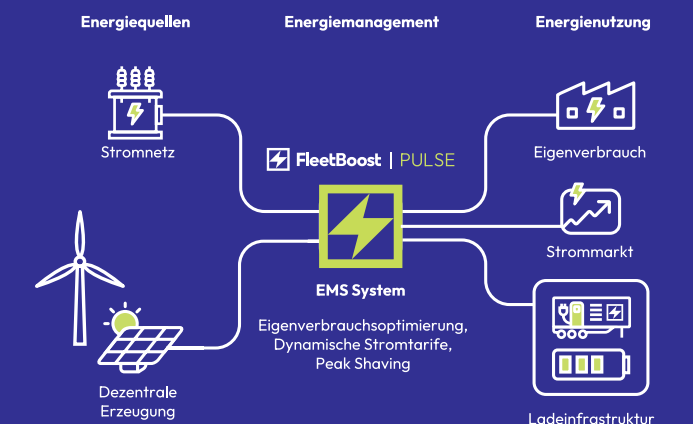 Energiequellen
Energiemanagement
Energienutzung
Stromnetz
FleetBoost | PULSE
Eigenverbrauch
Strommarkt
EMS System
Eigenverbrauchsoptimierung,
Dynamische Stromtarife,
Peak Shaving
Dezentrale
Erzeugung
Ladeinfrastruktur